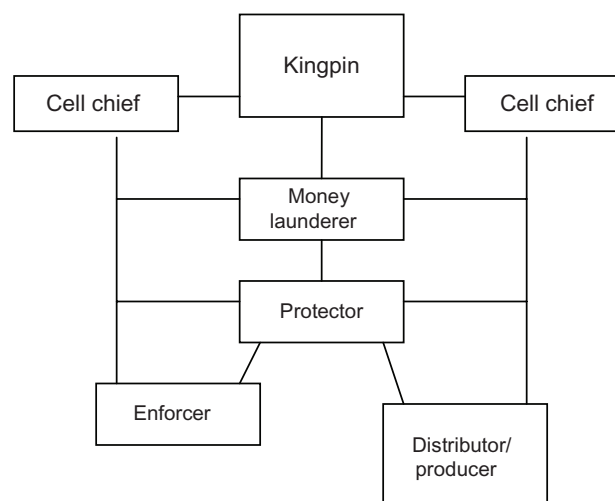 Kingpin
Cell chief
Cell chief
Money
launderer
Protector
Enforcer
Distributor/
producer